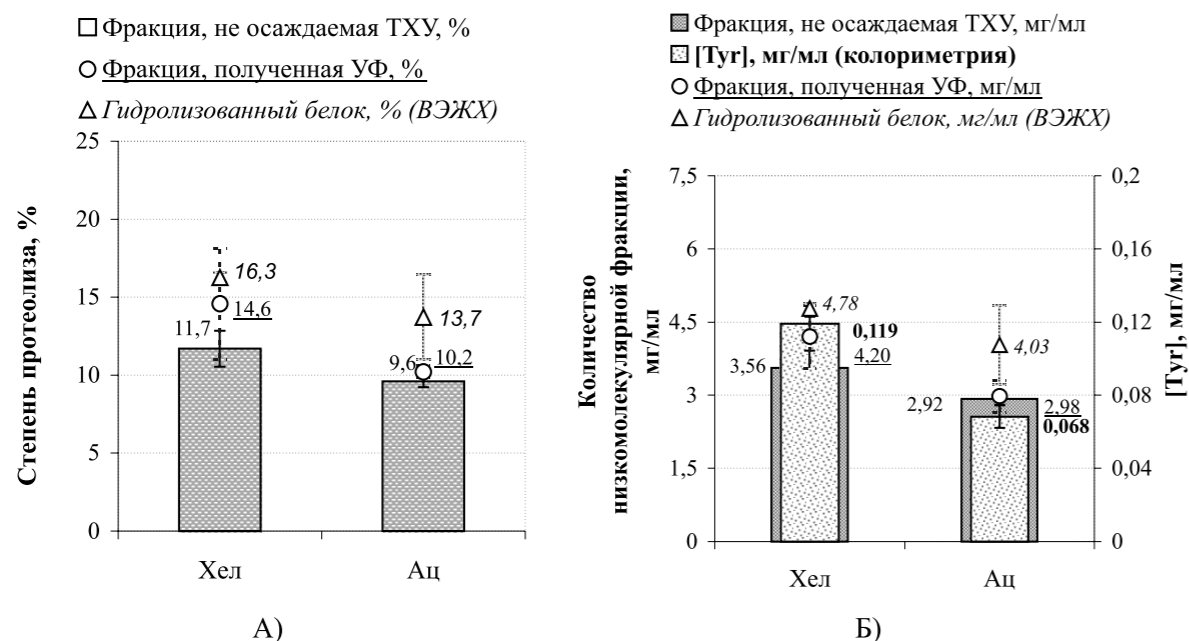 Фракция, не осаждаемая ТХУ, %
Фракция, полученная УФ, %
Гидролизованный белок, % (ВЭЖХ)
Степень протеолиза, %
25
20
15
10
5
0
16,3
14,6
11,7
13,7
9,6
10,2
Хел
Ац
А)
Фракция, не осаждаемая ТХУ, мг/мл
[Tyr], мг/мл (колориметрия)
Фракция, полученная УФ, мг/мл
Гидролизованный белок, мг/мл (ВЭЖХ)
Количество
низкомолекулярной фракции,
мг/мл
7,5
6
4,5
3
1,5
0
4,78
0,119
4,20
3,56
4,03
2,92
2,98
0,068
0,2
0,16
0,12
0,08
0,04
0
[Tyr], мг/мл
Хел
Ац
Б)